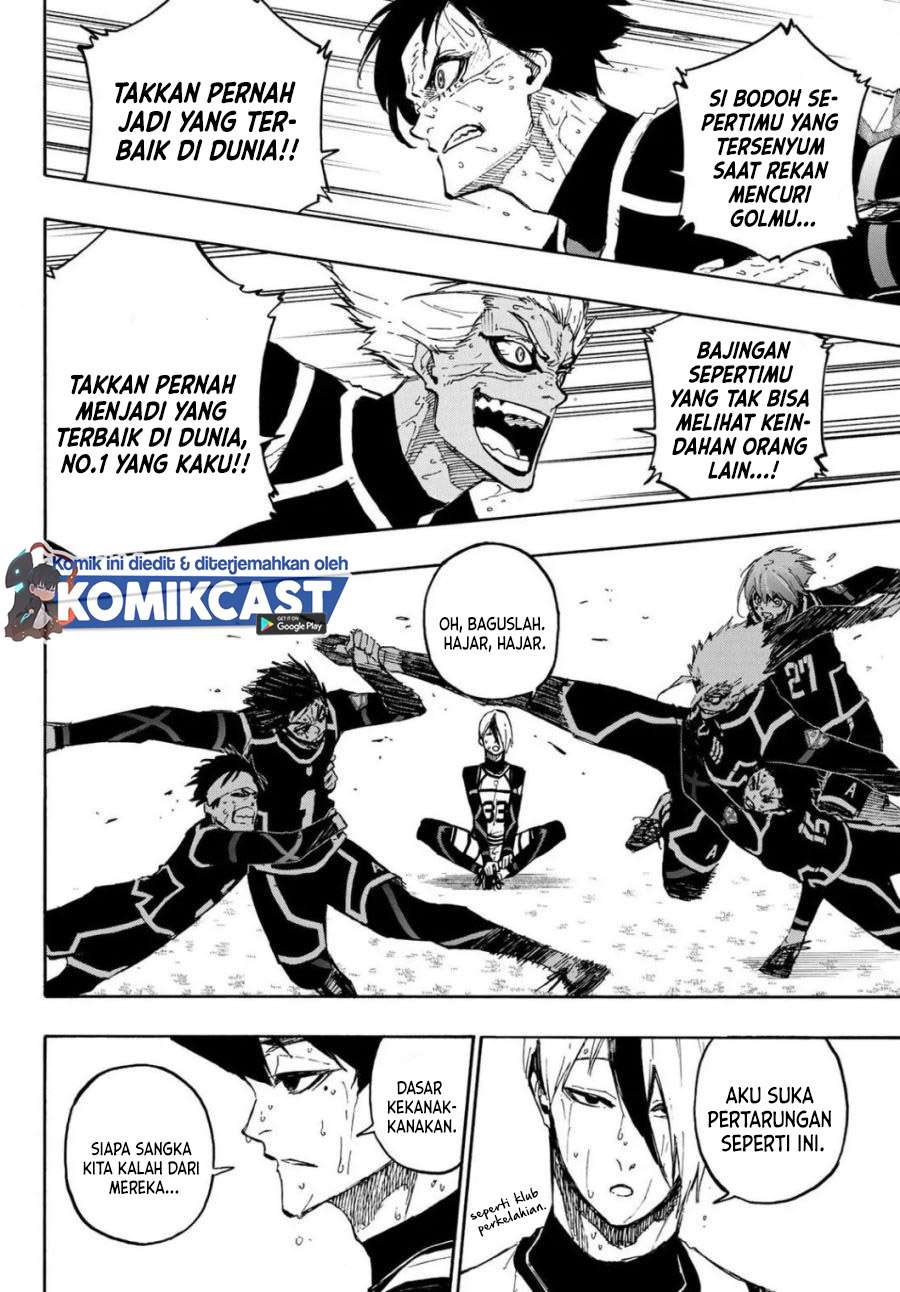 SI BODOH SE-
PERTIMU YANG
TERSENYUM
SAAT REKAN
MENCURI
GOLMU...
TAKKAN PERNAH
JADI YANG TER-
BAIK DI DUNIA!!
BAJINGAN
SEPERTIMU
YANG TAK BISA
MELIHAT KEIN-
DAHAN ORANG
LAIN...!
TAKKAN PERNAH
MENJADI YANG
TERBAIK DI DUNIA,
NO.1 YANG KAKU!!
Komik ini diedit & diterjemahkan oleh
KOMIKCAST
GET IT ON
Google Play
OH, BAGUSLAH.
HAJAR, HAJAR.
27
1
33
A
15
A
AKU SUKA
PERTARUNGAN
SEPERTI INI.
seperti klub
perkelahian.
DASAR
KEKANAK-
KANAKAN.
SIAPA SANGKA
KITA KALAH DARI
MEREKA...